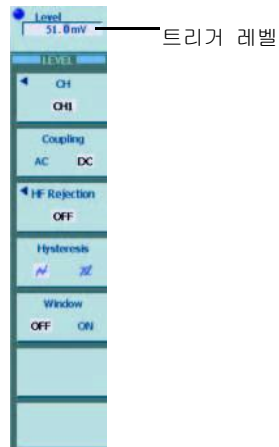 Level
51.0mV
트리거 레벨
LEVEL
CH
CH1
Coupling
AC DC
HF Rejection
OFF
Hysteresis
Window
OFF ON